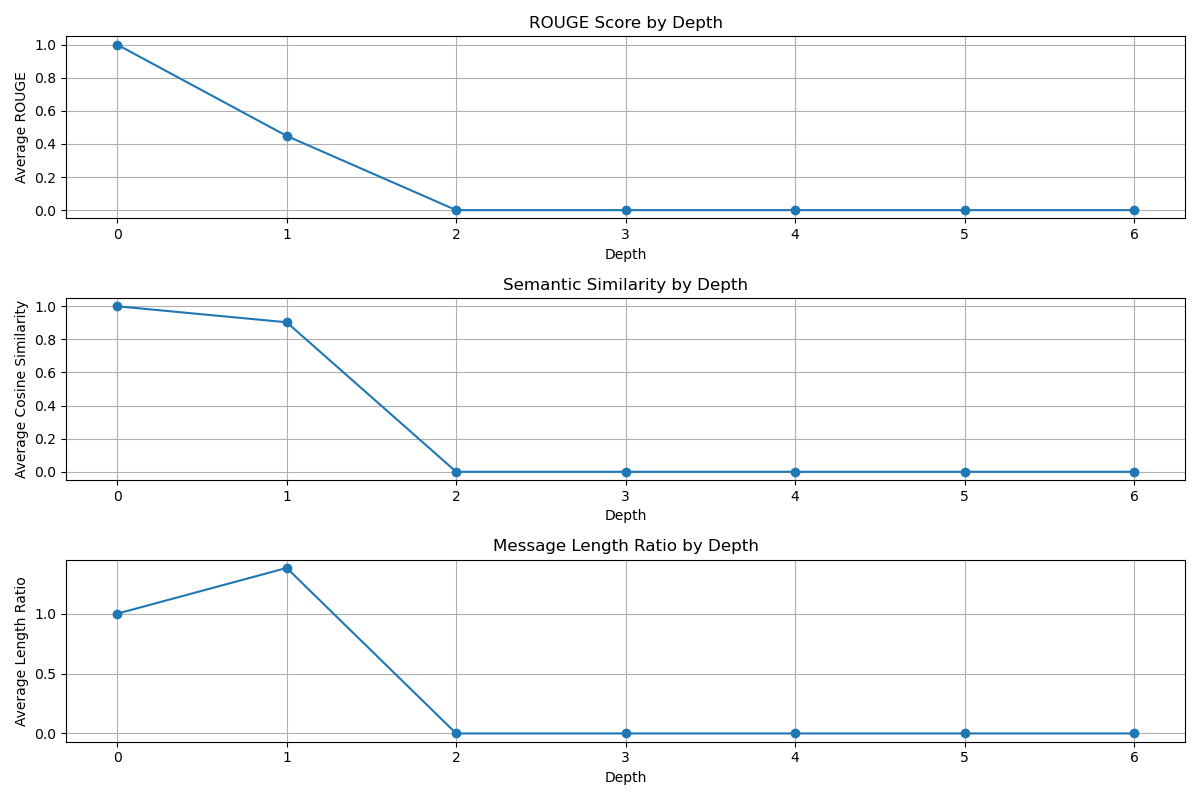 ROUGE Score by Depth
Average ROUGE
1.0
0.8
0.6
0.4
0.2
0.0
0 1 2 3 4 5 6
Depth
Semantic Similarity by Depth
Average Cosine Similarity
1.0
0.8
0.6
0.4
0.2
0.0
0 1 2 3 4 5 6
Depth
Message Length Ratio by Depth
Average Length Ratio
1.0
0.5
0.0
0 1 2 3 4 5 6
Depth